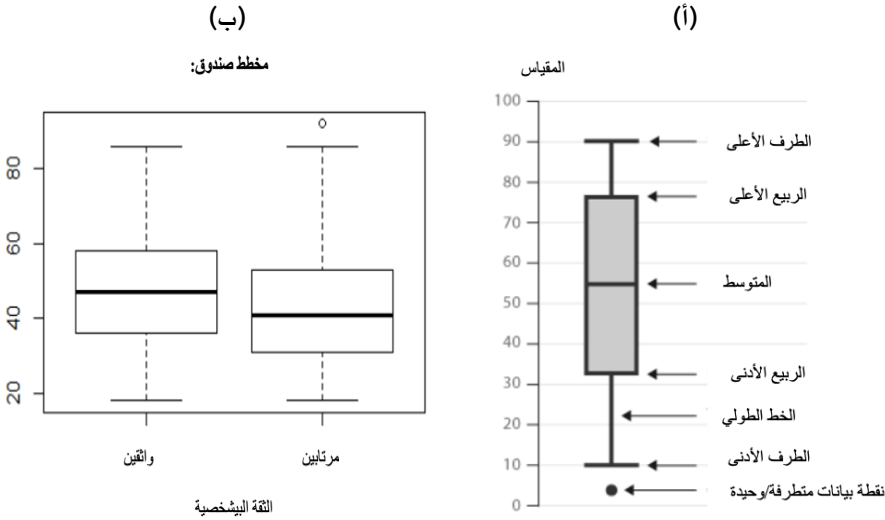 (أ)
المقياس
100
90
80
70
60
50
40
30
20
10
0
الطرف الأعلى
الربيع الأعلى
المتوسط
الربيع الأدنى
الخط الطولي
الطرف الأدنى
نقطة بيانات متطرفة/وحيدة
(ب)
مخطط صندوق:
80
60
40
20
واثقين
مرتابين
الثقة البيشخصية